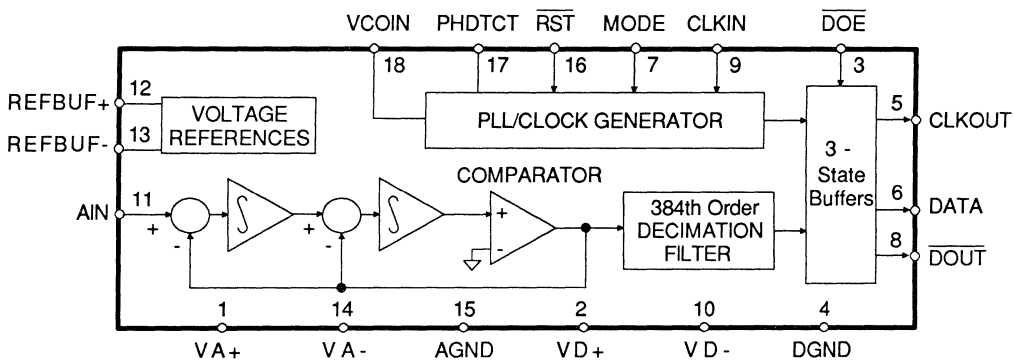 VCOIN PHDTCT RST MODE CLKIN DOE
18 17 16 7 9 3
REFBUF+ 12
REFBUF- 13
VOLTAGE
REFERENCES
PLL/CLOCK GENERATOR
5 CLKOUT
3 -
State
Buffers
COMPARATOR
AIN 11
+
-
∫
+
-
∫
+
-
384th Order
DECIMATION
FILTER
6 DATA
8 DOUT
1 14 15 2 10 4
VA+ VA- AGND VD+ VD- DGND